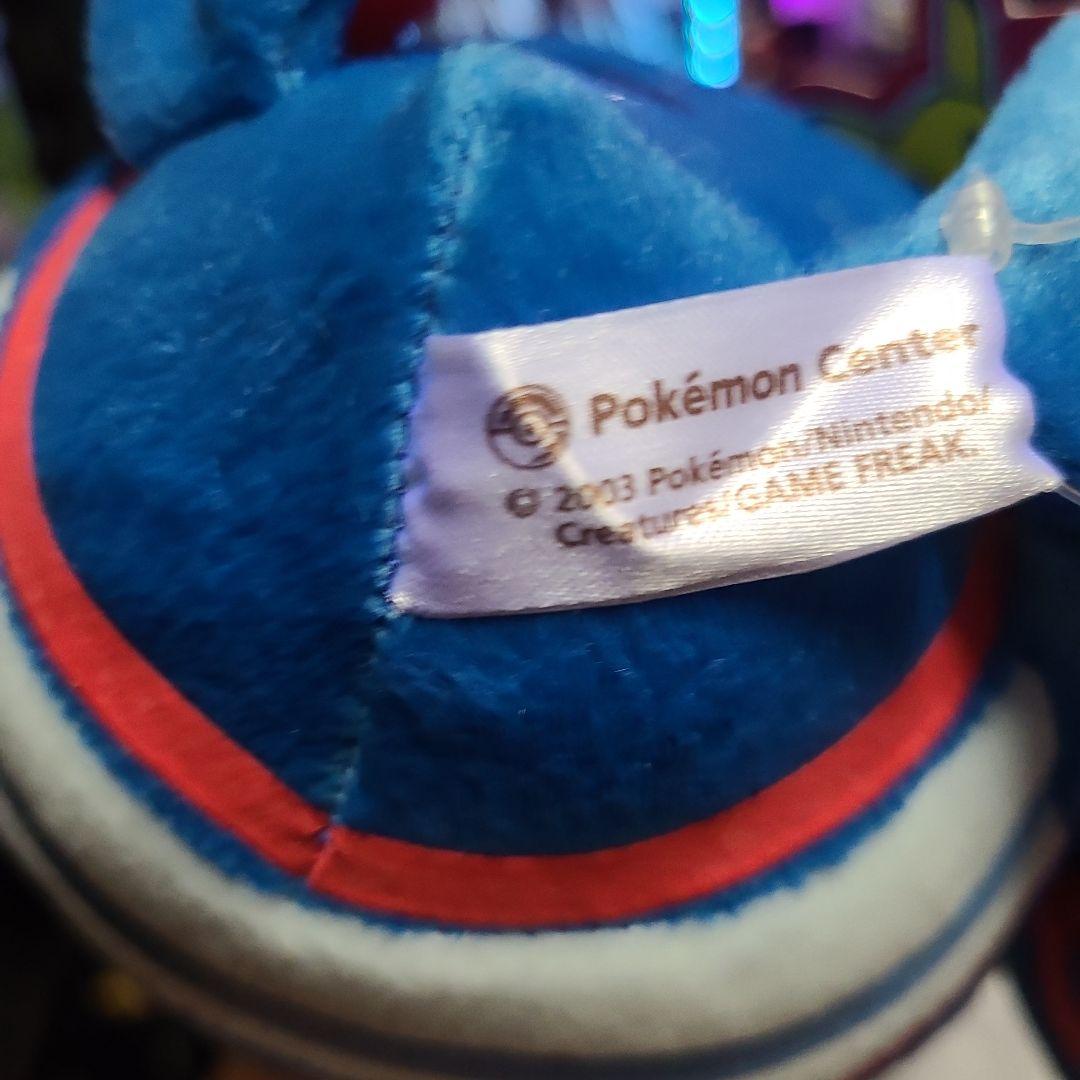 Pokémon Center
© 2003 Pokémon/Nintendo/
Creatures/GAME FREAK.